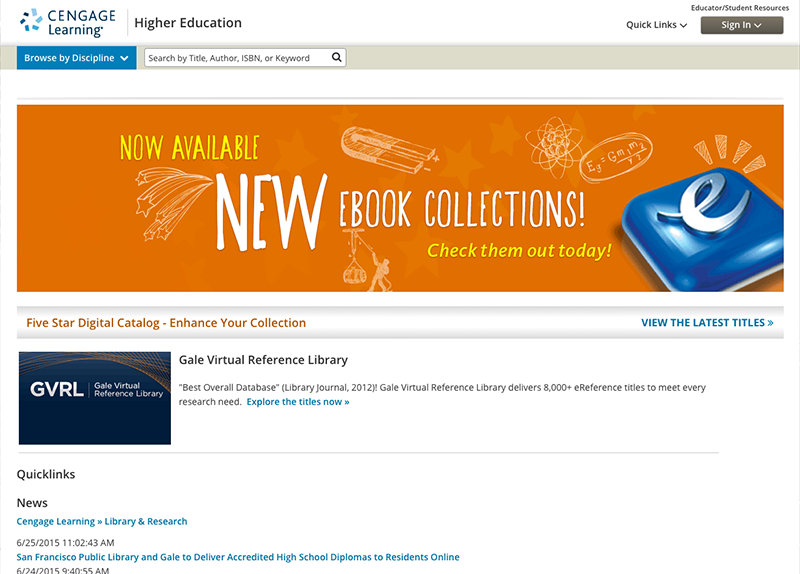 Educator/Student Resources
CENGAGE
Learning
Higher Education
Quick Links
Sign In
Browse by Discipline
Search by Title, Author, ISBN, or Keyword
NOW AVAILABLE
NEW EBOOK COLLECTIONS!
Check them out today!
e
Five Star Digital Catalog - Enhance Your Collection
VIEW THE LATEST TITLES »
GVRL
Gale Virtual
Reference Library
Gale Virtual Reference Library
"Best Overall Database" (Library Journal, 2012)! Gale Virtual Reference Library delivers 8,000+ eReference titles to meet every
research need. Explore the titles now »
Quicklinks
News
Cengage Learning » Library & Research
6/25/2015 11:02:43 AM
San Francisco Public Library and Gale to Deliver Accredited High School Diplomas to Residents Online
6/24/2015 9:40:55 AM